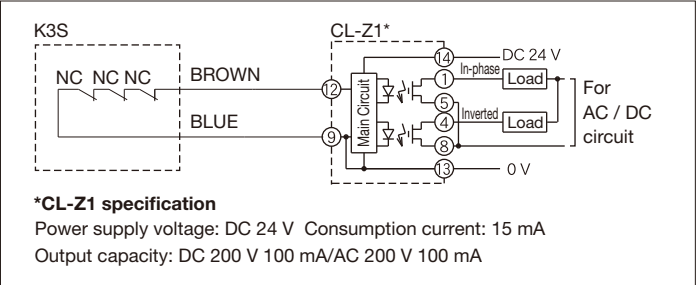 K3S
CL-Z1*
NC NC NC
BROWN
BLUE
12
9
Main Circuit
14
DC 24 V
1
In-phase
Load
5
4
Inverted
Load
8
13
0 V
For
AC / DC
circuit
*CL-Z1 specification
Power supply voltage: DC 24 V Consumption current: 15 mA
Output capacity: DC 200 V 100 mA/AC 200 V 100 mA